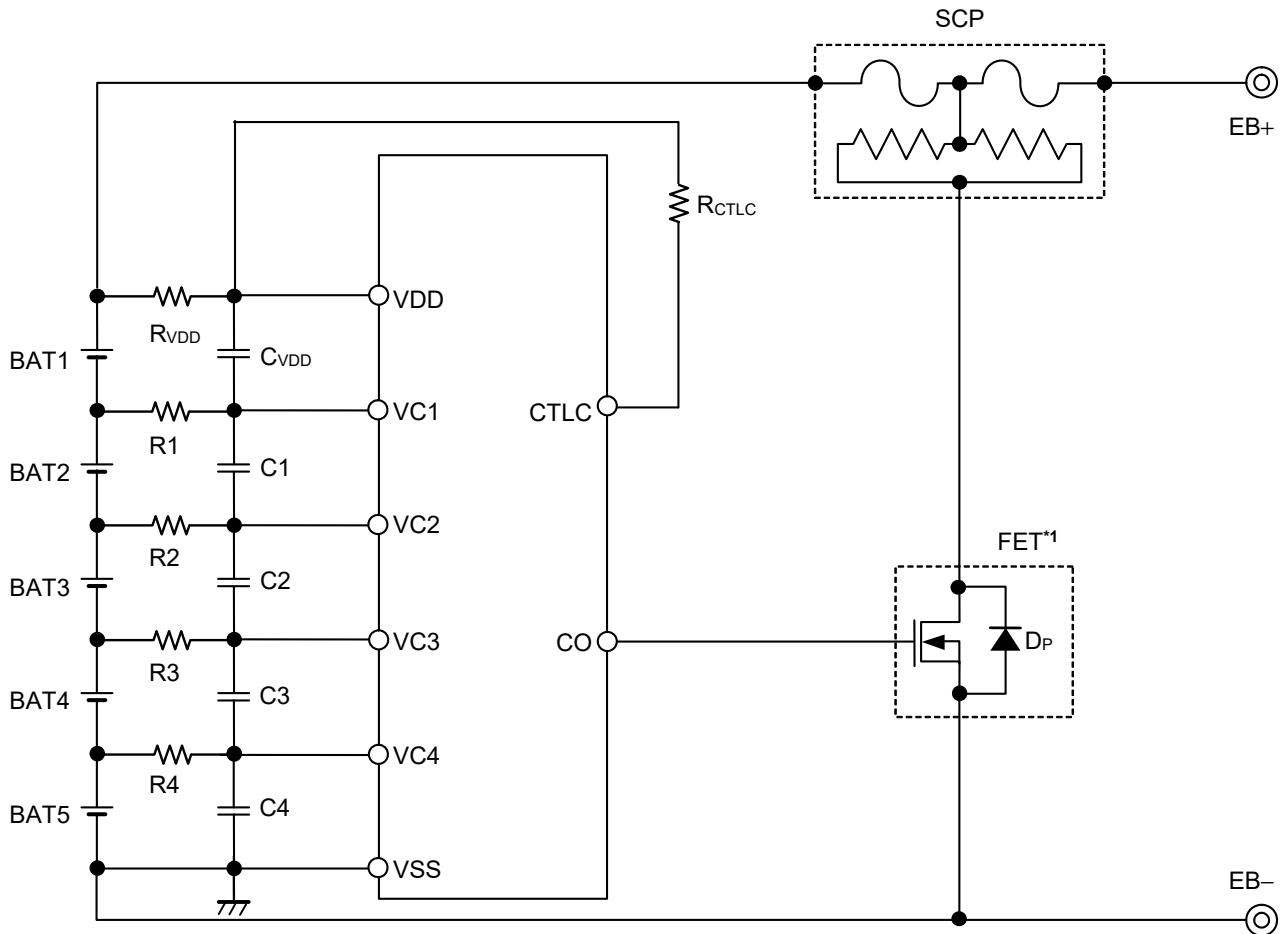 SCP
EB+
RCTLC
VDD
RVDD
BAT1
CVDD
VC1
CTLC
R1
BAT2
C1
VC2
FET*1
R2
BAT3
C2
VC3
CO
DP
R3
BAT4
C3
VC4
R4
BAT5
C4
VSS
EB−